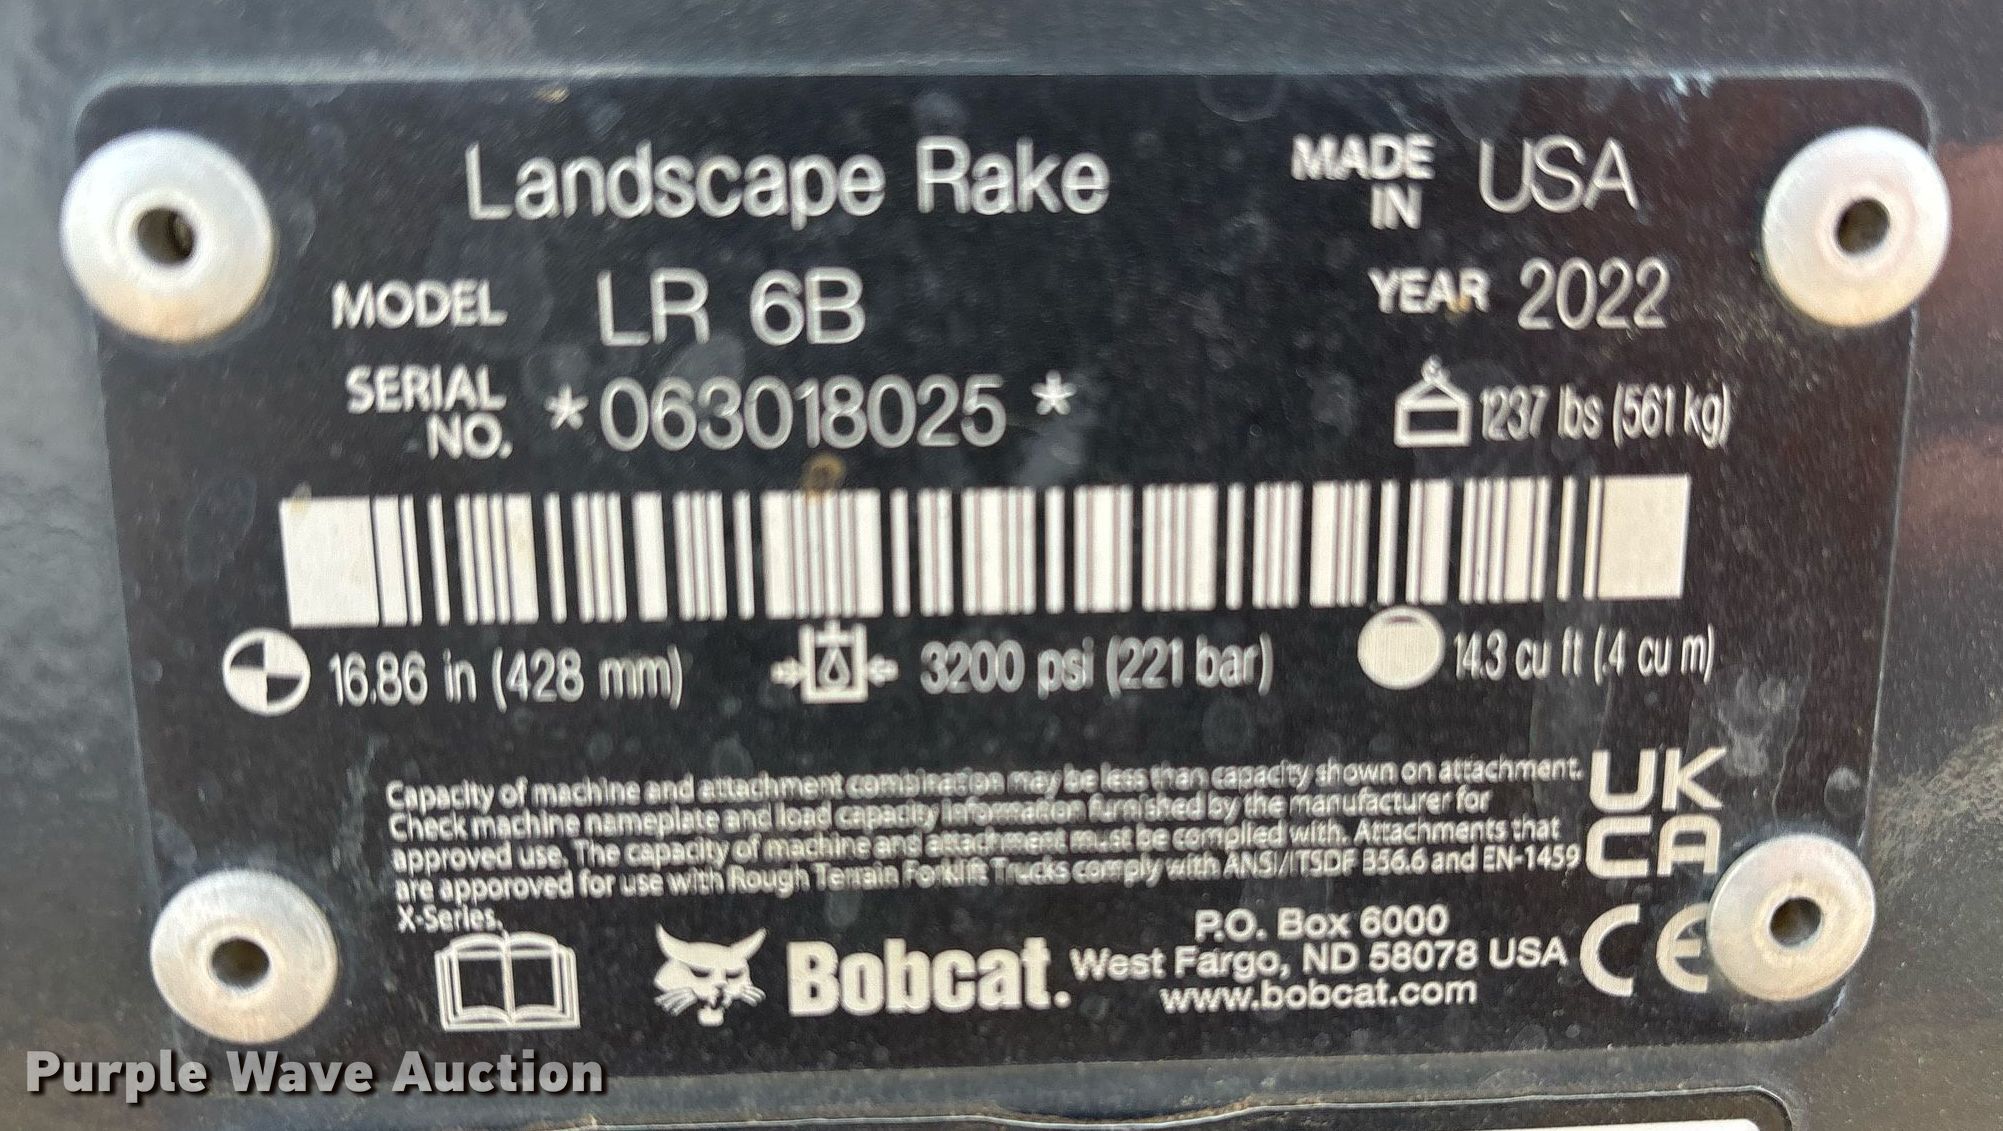 Landscape Rake MADE IN USA
MODEL LR 6B YEAR 2022
SERIAL NO. *063018025* 1237 lbs (561 kg)
16.86 in (428 mm) 3200 psi (221 bar) 14.3 cu ft (.4 cu m)
Capacity of machine and attachment combination may be less than capacity shown on attachment.
Check machine nameplate and load capacity information furnished by the manufacturer for
approved use. The capacity of machine and attachment must be complied with. Attachments that
are apporoved for use with Rough Terrain Forklift Trucks comply with ANSI/ITSDF B56.6 and EN-1459
X-Series.
UK
CA
CE
Bobcat.
P.O. Box 6000
West Fargo, ND 58078 USA
www.bobcat.com
Purple Wave Auction